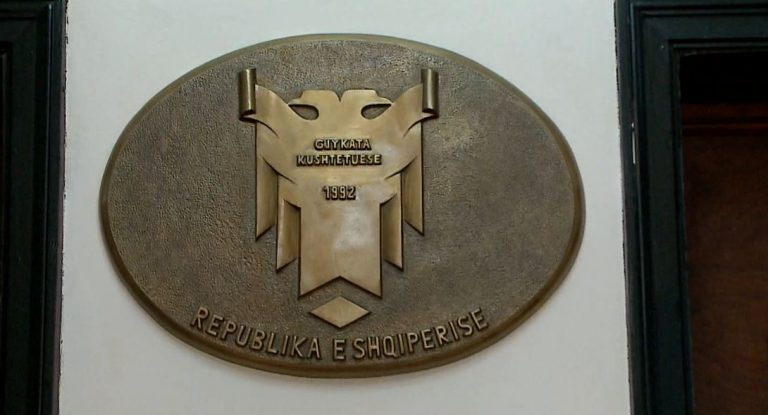 GJYKATA
KUSHTETUESE
1992
REPUBLIKA E SHQIPERISE